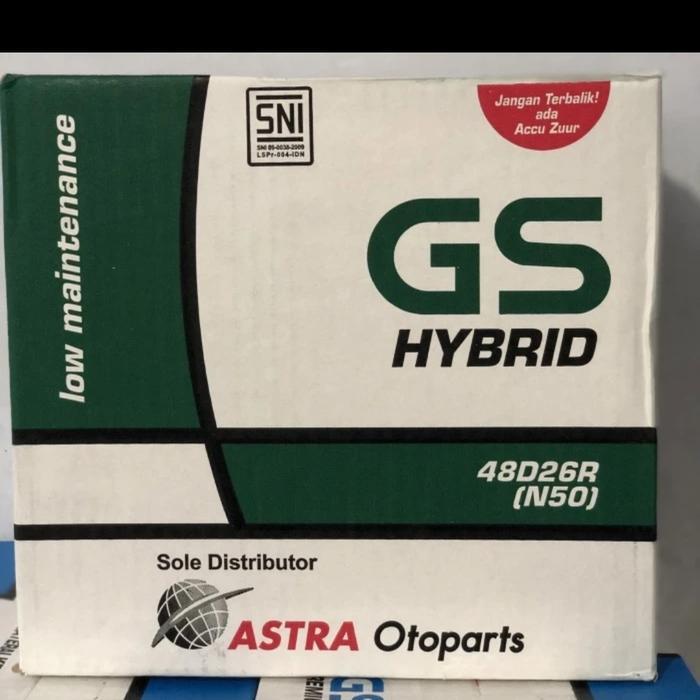 low maintenance
SNI
SNI 09-0038-2009
LSPr-004-IDN
Jangan Terbalik!
ada
Accu Zuur
GS
HYBRID
48D26R
(N50)
Sole Distributor
ASTRA Otoparts